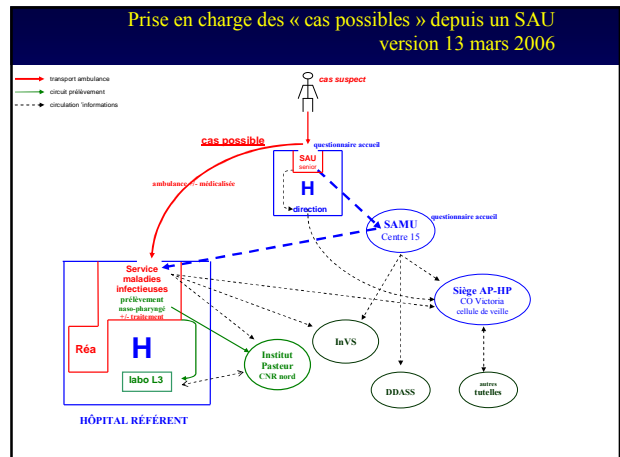 Prise en charge des « cas possibles » depuis un SAU
version 13 mars 2006
transport ambulance
circuit prélèvement
circulation 'informations
cas suspect
cas possible
questionnaire accueil
SAU
senior
ambulance +/- médicalisée
H
direction
SAMU
Centre 15
questionnaire accueil
Service
maladies
infectieuses
prélèvement
naso-pharyngé
+/- traitement
Siège AP-HP
CO Victoria
cellule de veille
Réa
H
labo L3
Institut
Pasteur
CNR nord
InVS
DDASS
autres
tutelles
HÔPITAL RÉFÉRENT